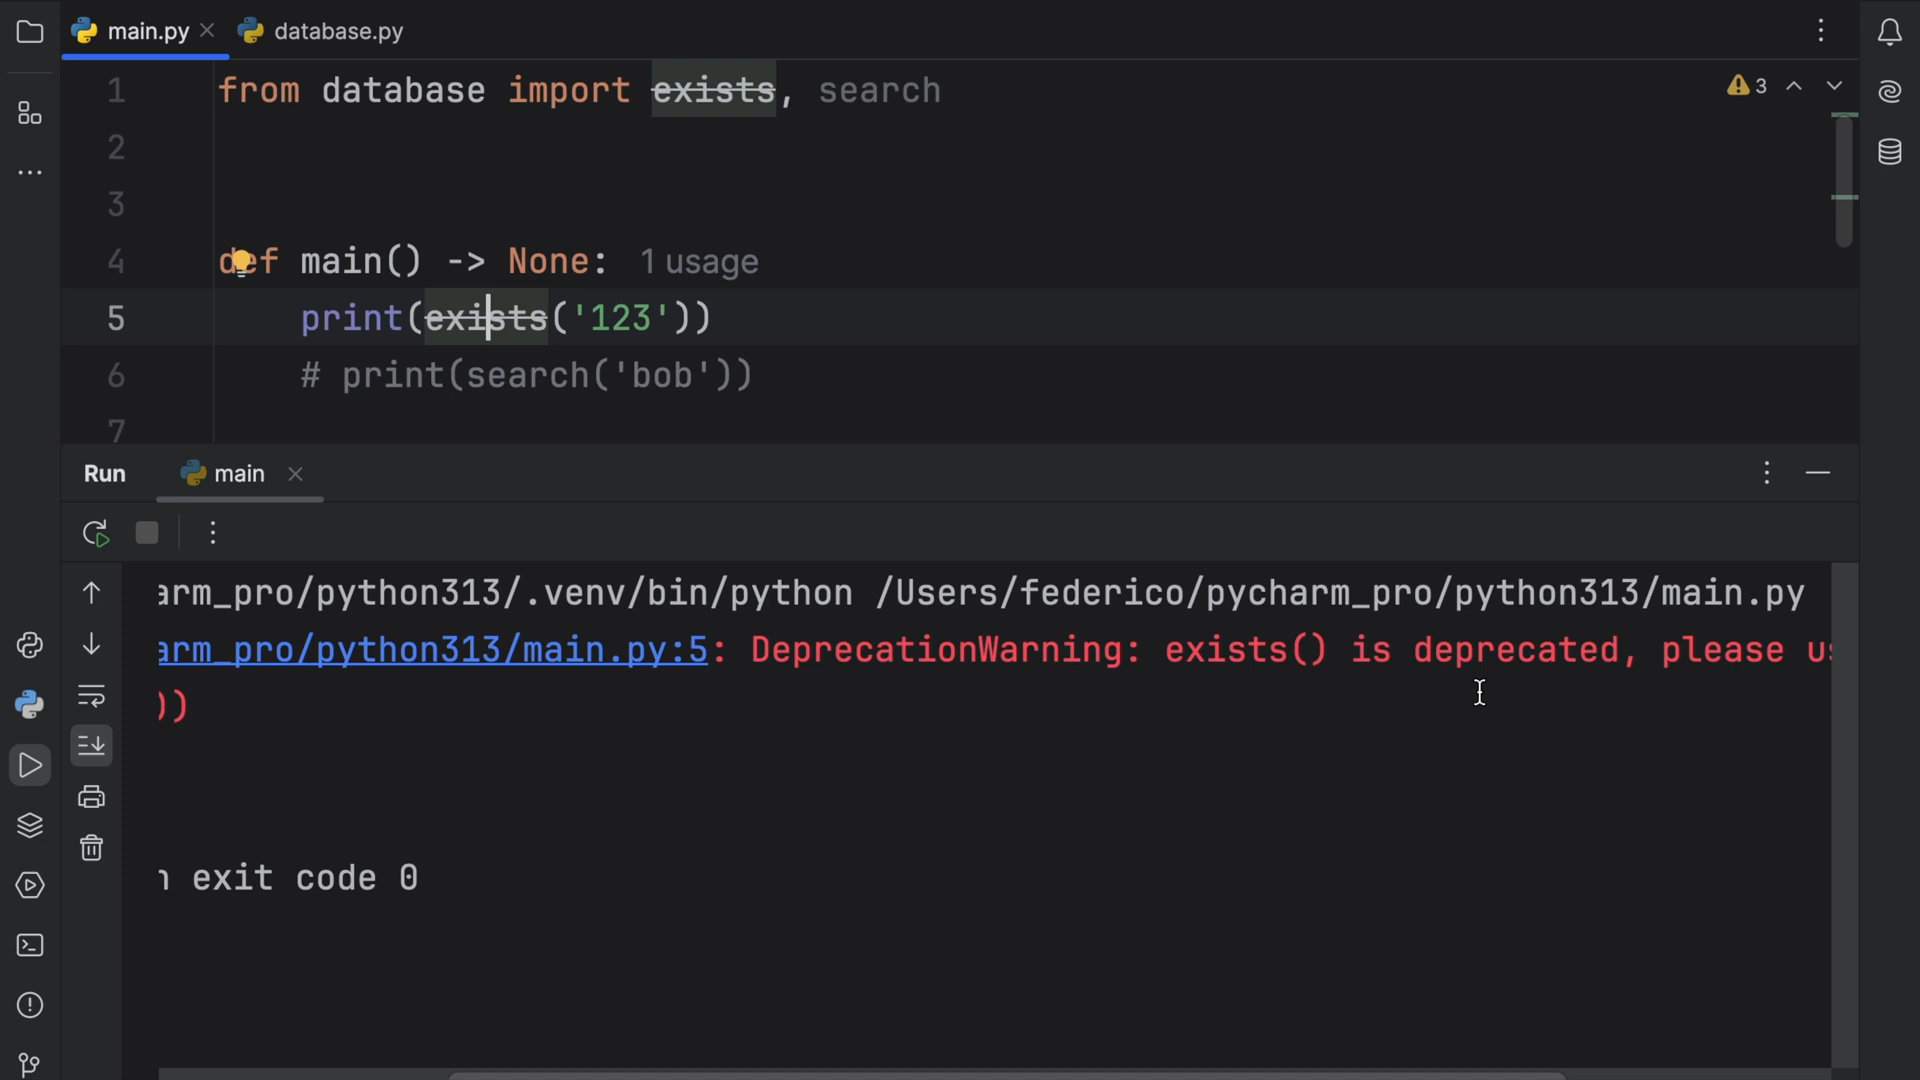 main.py
database.py
1 from database import exists, search
3
2
3
4 def main() -> None: 1 usage
5 print(exists('123'))
6 # print(search('bob'))
7
Run main
arm_pro/python313/.venv/bin/python /Users/federico/pycharm_pro/python313/main.py
arm_pro/python313/main.py:5: DeprecationWarning: exists() is deprecated, please us
))
n exit code 0